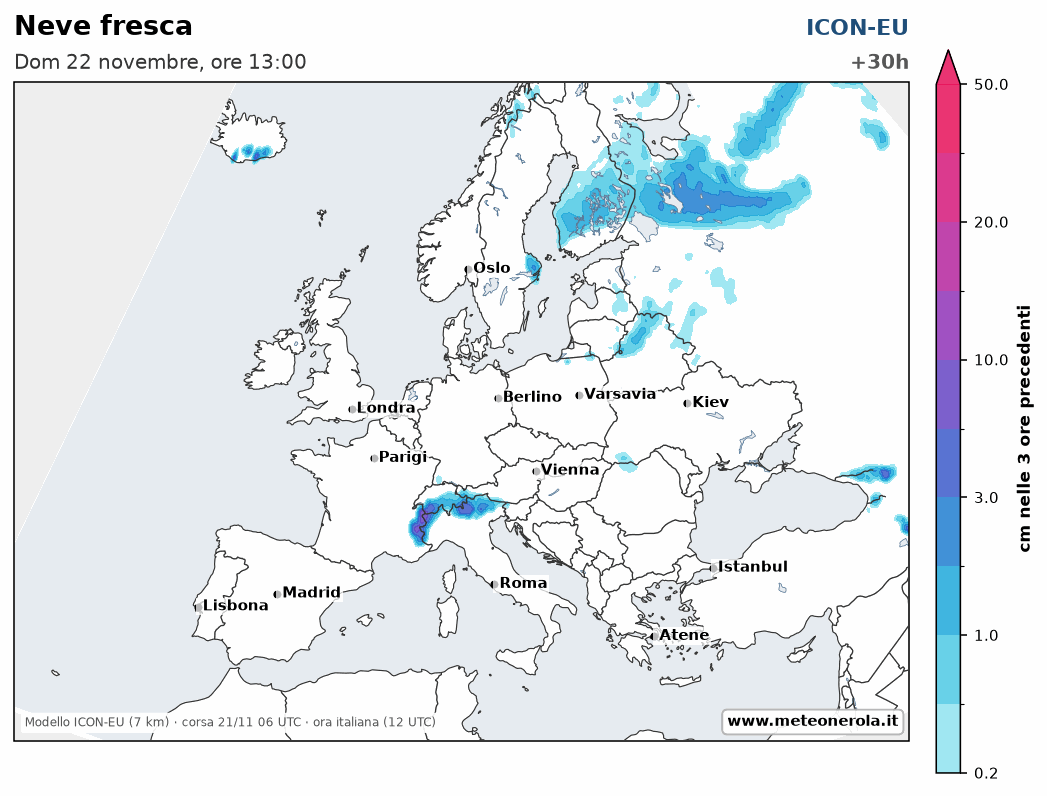 Neve fresca
ICON-EU
Dom 22 novembre, ore 13:00
+30h
50.0
20.0
10.0
3.0
1.0
0.2
cm nelle 3 ore precedenti
Oslo
Berlino
Varsavia
Kiev
Londra
Parigi
Vienna
Istanbul
Roma
Madrid
Lisbona
Atene
Modello ICON-EU (7 km) · corsa 21/11 06 UTC · ora italiana (12 UTC)
www.meteonerola.it